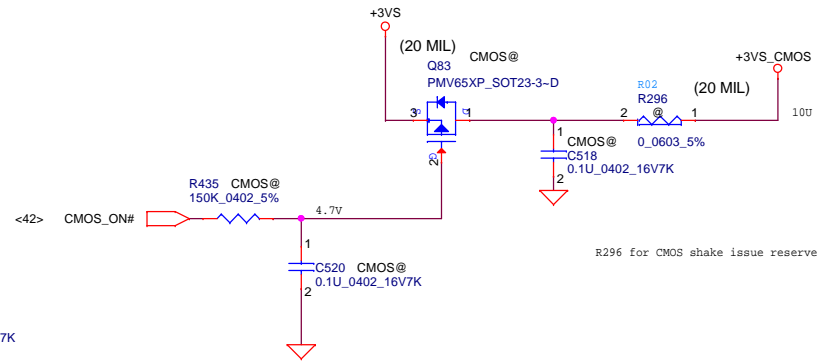 +3VS
(20 MIL)
CMOS@
Q83
PMV65XP_SOT23-3~D
+3VS_CMOS
R02
R296
@
(20 MIL)
3
S
D
1
G
2
2
1
10U
0_0603_5%
1
CMOS@
C518
0.1U_0402_16V7K
2
R435 CMOS@
150K_0402_5%
<42> CMOS_ON#
4.7V
1
C520 CMOS@
0.1U_0402_16V7K
2
R296 for CMOS shake issue reserve
7K